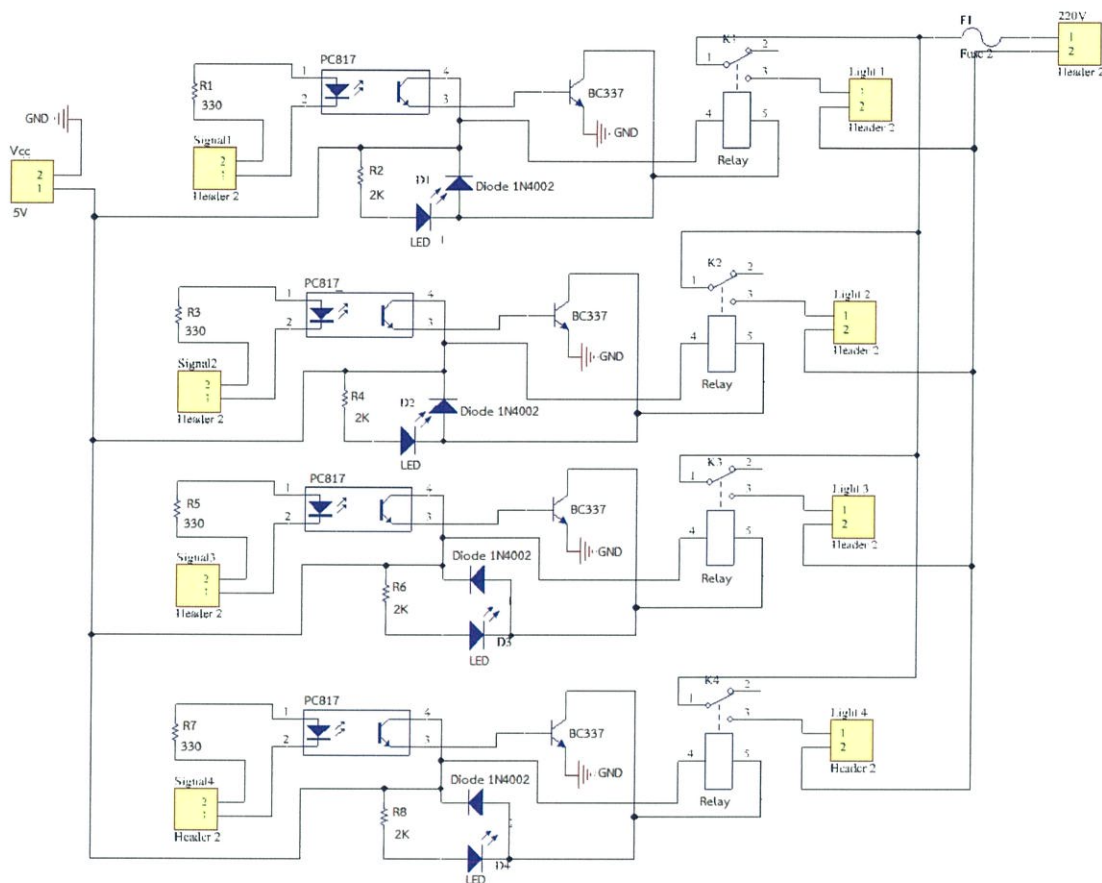 F1
220V
1
2
Fuse 2
Header 2
PC817
1
2
4
3
R1
330
BC337
GND
K1
1
2
3
4
5
Relay
Light 1
1
2
Header 2
GND
Vcc
2
1
5V
Signal1
2
1
Header 2
R2
2K
D1
Diode 1N4002
LED
PC817
1
2
4
3
R3
330
BC337
GND
K2
1
2
3
4
5
Relay
Light 2
1
2
Header 2
Signal2
2
1
Header 2
R4
2K
D2
Diode 1N4002
LED
PC817
1
2
4
3
R5
330
BC337
GND
K3
1
2
3
4
5
Relay
Light 3
1
2
Header 2
Signal3
2
1
Header 2
Diode 1N4002
R6
2K
D3
LED
PC817
1
2
4
3
R7
330
BC337
GND
K4
1
2
3
4
5
Relay
Light 4
1
2
Header 2
Signal4
2
1
Header 2
Diode 1N4002
R8
2K
D4
LED